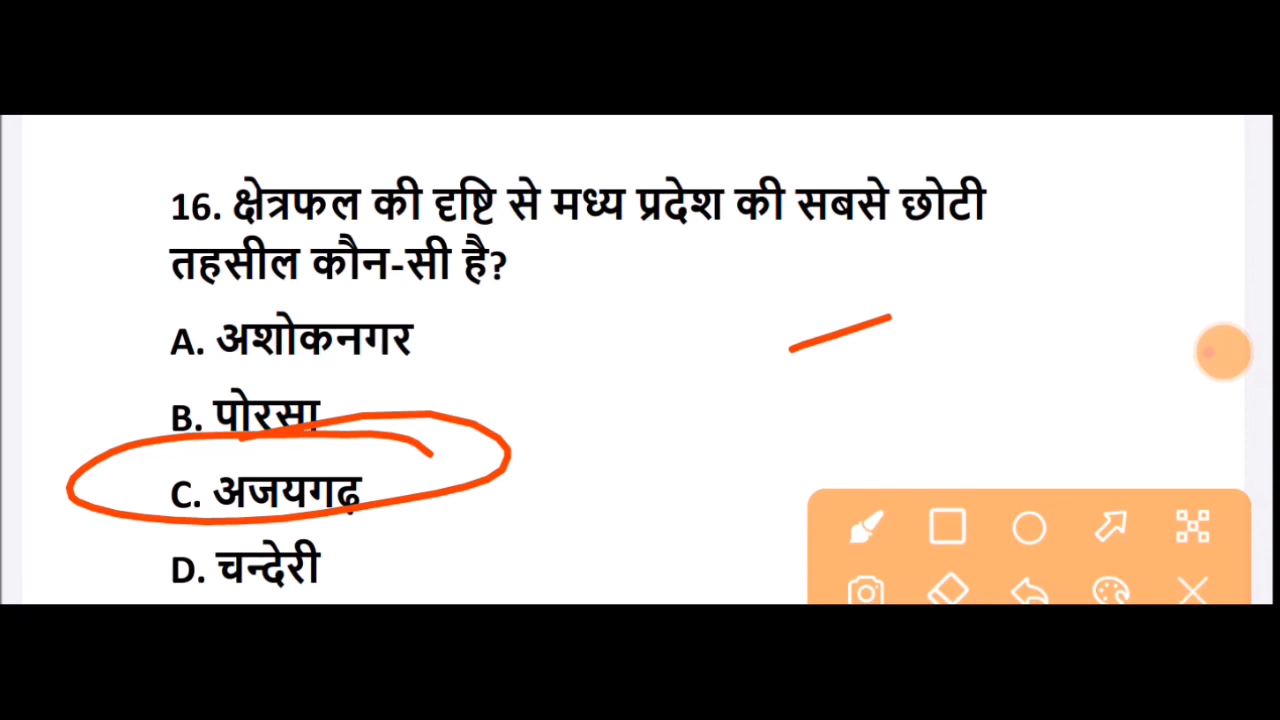 16. क्षेत्रफल की दृष्टि से मध्य प्रदेश की सबसे छोटी
तहसील कौन-सी है?
A. अशोकनगर
B. पोरसा
C. अजयगढ़
D. चन्देरी